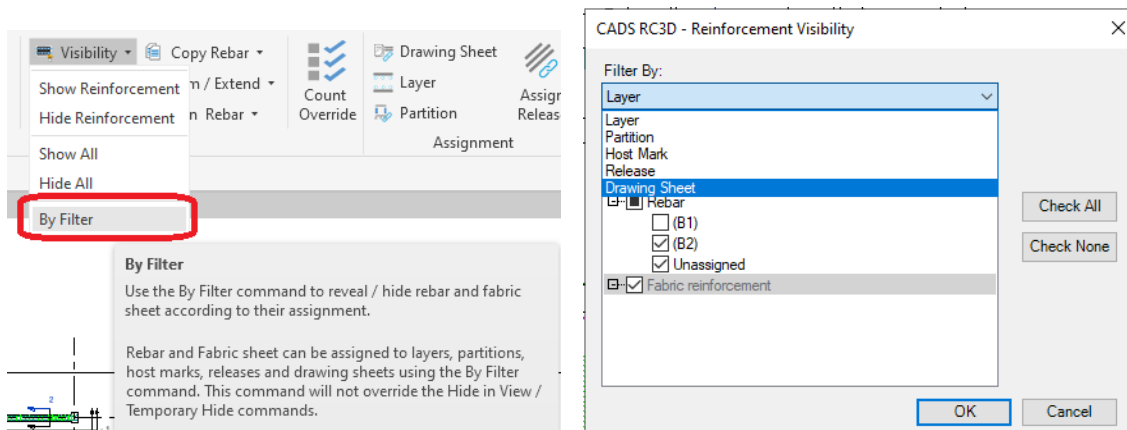 Visibility
Copy Rebar
Show Reinforcement
m / Extend
Hide Reinforcement
n Rebar
Show All
Hide All
By Filter
Count
Override
Drawing Sheet
Layer
Partition
Assignment
By Filter
Use the By Filter command to reveal / hide rebar and fabric
sheet according to their assignment.
Rebar and Fabric sheet can be assigned to layers, partitions,
host marks, releases and drawing sheets using the By Filter
command. This command will not override the Hide in View /
Temporary Hide commands.
2
CADS RC3D - Reinforcement Visibility
Filter By:
Layer
Layer
Partition
Host Mark
Release
Drawing Sheet
Rebar
(B1)
(B2)
Unassigned
Fabric reinforcement
Check All
Check None
OK
Cancel